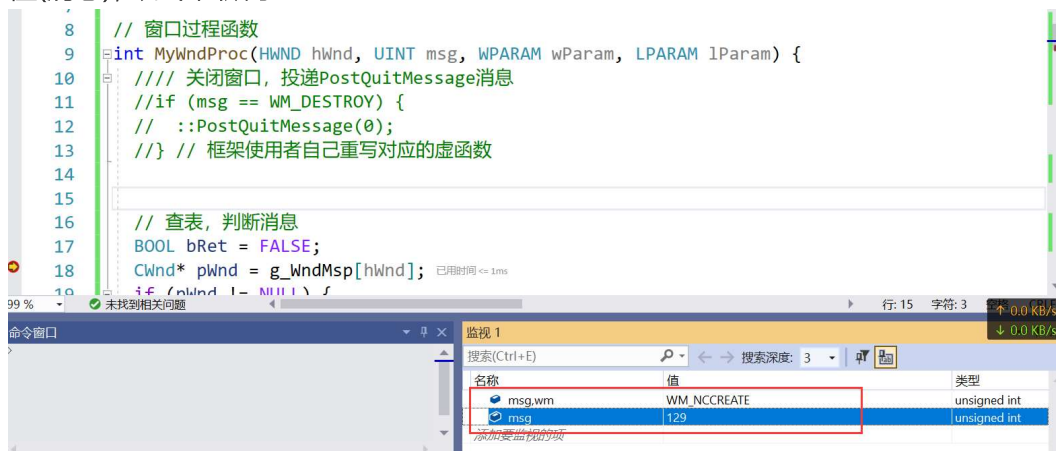 8 // 窗口过程函数
9 int MyWndProc(HWND hWnd, UINT msg, WPARAM wParam, LPARAM lParam) {
10 //// 关闭窗口，投递PostQuitMessage消息
11 //if (msg == WM_DESTROY) {
12 //  ::PostQuitMessage(0);
13 //} // 框架使用者自己重写对应的虚函数
14
15
16 // 查表，判断消息
17 BOOL bRet = FALSE;
18 CWnd* pWnd = g_WndMsp[hWnd]; 已用时间 <= 1ms
19 if (pWnd != NULL) {
99 % 未找到相关问题 行: 15 字符: 3
↑ 0.0 KB/s
命令窗口 监视 1 ↓ 0.0 KB/s
搜索(Ctrl+E) 搜索深度: 3
名称 值 类型
msg,wm WM_NCCREATE unsigned int
msg 129 unsigned int
添加要监视的项